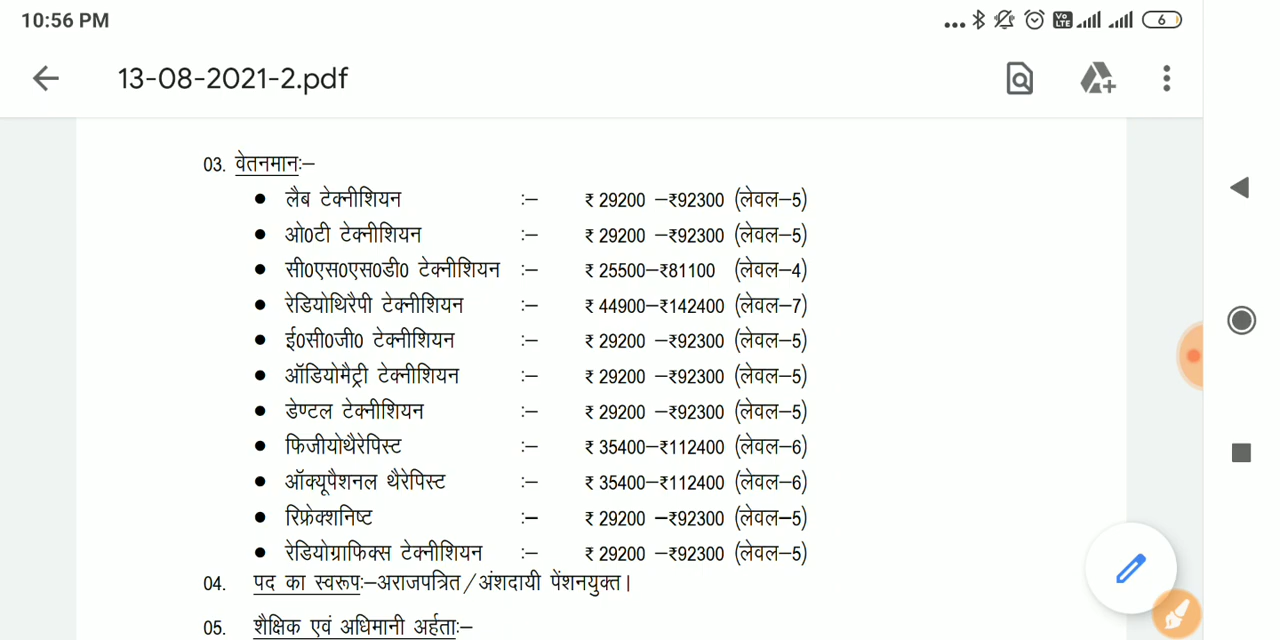 10:56 PM
... Vo LTE 6
13-08-2021-2.pdf
03. वेतनमानः–
● लैब टेक्नीशियन :– ₹ 29200 –₹92300 (लेवल–5)
● ओ0टी टेक्नीशियन :– ₹ 29200 –₹92300 (लेवल–5)
● सी0एस0एस0डी0 टेक्नीशियन :– ₹ 25500–₹81100 (लेवल–4)
● रेडियोथिरैपी टेक्नीशियन :– ₹ 44900–₹142400 (लेवल–7)
● ई0सी0जी0 टेक्नीशियन :– ₹ 29200 –₹92300 (लेवल–5)
● ऑडियोमैट्री टेक्नीशियन :– ₹ 29200 –₹92300 (लेवल–5)
● डेण्टल टेक्नीशियन :– ₹ 29200 –₹92300 (लेवल–5)
● फिजीयोथैरेपिस्ट :– ₹ 35400–₹112400 (लेवल–6)
● ऑक्यूपैशनल थैरेपिस्ट :– ₹ 35400–₹112400 (लेवल–6)
● रिफ्रेक्शनिष्ट :– ₹ 29200 –₹92300 (लेवल–5)
● रेडियोग्राफिक्स टेक्नीशियन :– ₹ 29200 –₹92300 (लेवल–5)
04. पद का स्वरूपः–अराजपत्रित/अंशदायी पेंशनयुक्त।
05. शैक्षिक एवं अधिमानी अर्हताः–